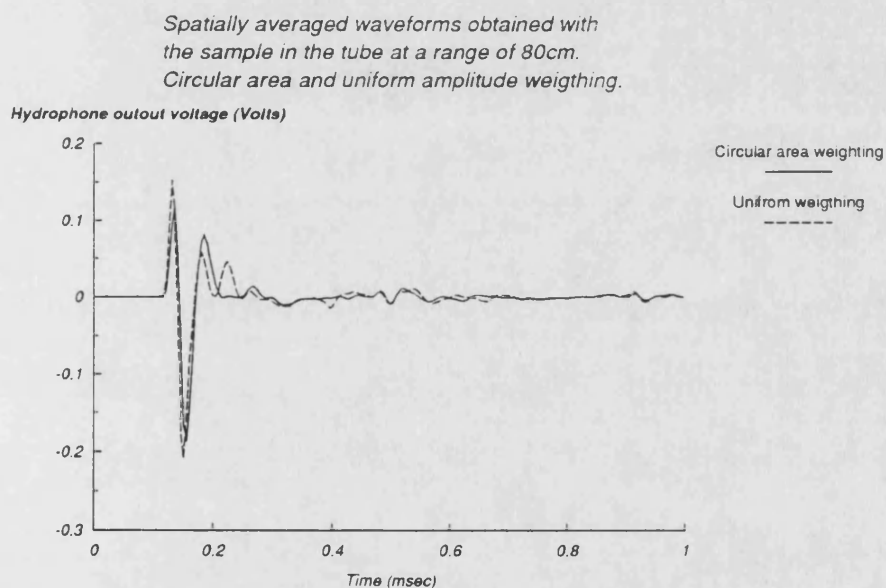 Spatially averaged waveforms obtained with
the sample in the tube at a range of 80cm.
Circular area and uniform amplitude weigthing.
Hydrophone outout voltage (Volts)
Circular area weighting
Unifrom weigthing
0.2
0.1
0
-0.1
-0.2
-0.3
0 0.2 0.4 0.6 0.8 1
Time (msec)